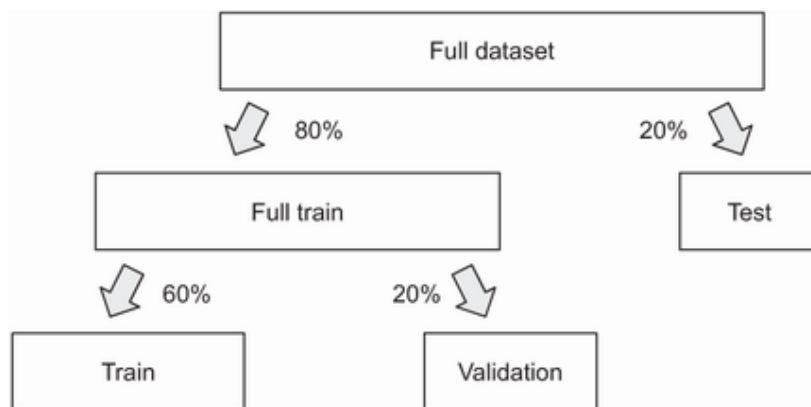 Full dataset
80%
20%
Full train
Test
60%
20%
Train
Validation